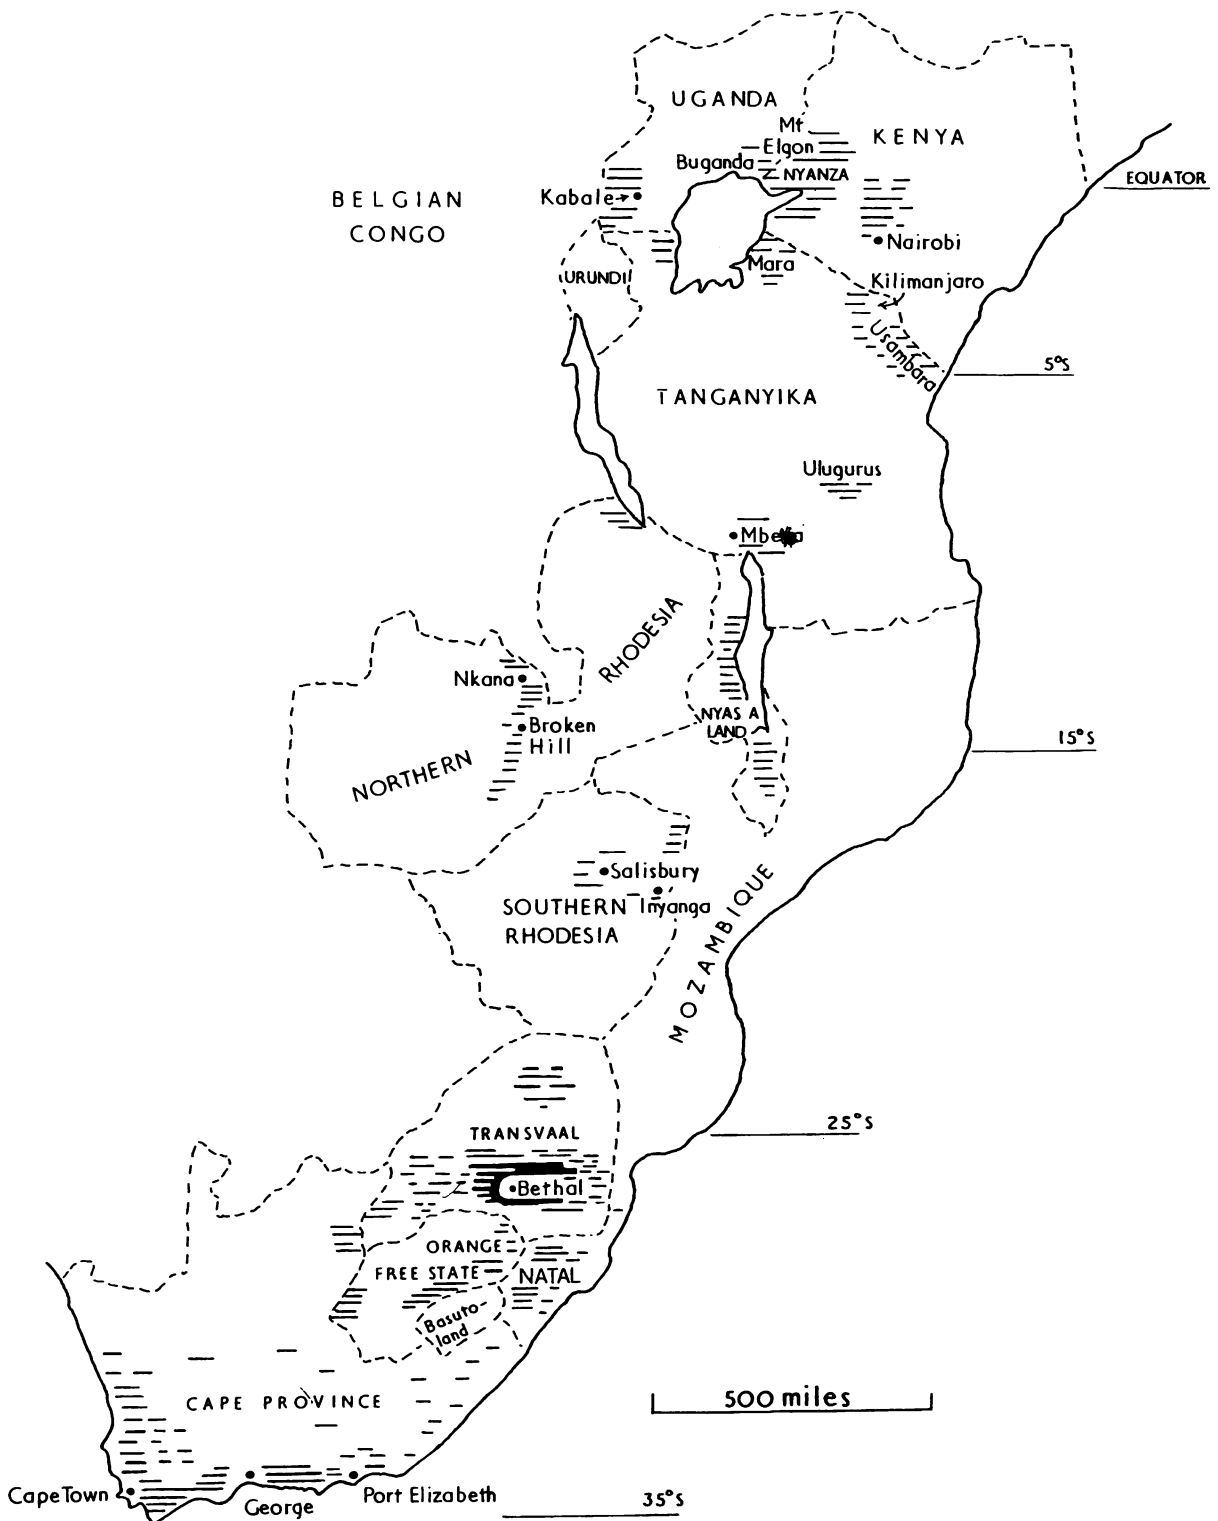 UGANDA
Mt
Elgon
KENYA
Buganda
NYANZA
EQUATOR
BELGIAN
CONGO
Kabale
Nairobi
Mara
URUNDI
Kilimanjaro
Usambara
5°S
TANGANYIKA
Ulugurus
RHODESIA
Nkana
NYASA
LAND
Broken
Hill
15°S
NORTHERN
Salisbury
Inyanga
SOUTHERN
RHODESIA
MOZAMBIQUE
25°S
TRANSVAAL
Bethal
ORANGE
FREE STATE
NATAL
Basuto-
land
CAPE PROVINCE
500 miles
Cape Town
George
Port Elizabeth
35°S